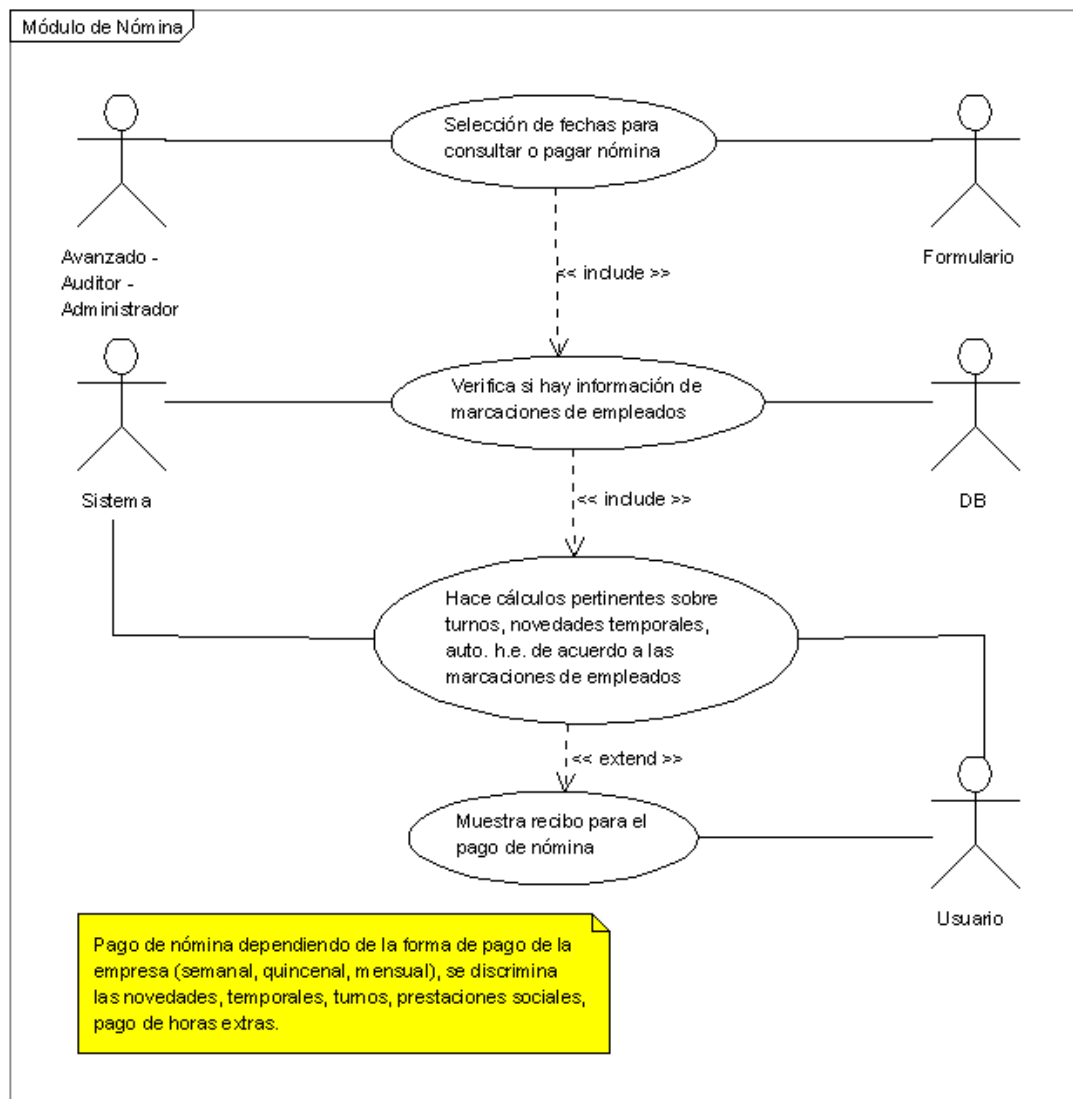 Módulo de Nómina
Selección de fechas para
consultar o pagar nómina
Avanzado -
Auditor -
Administrador
Formulario
<< include >>
Verifica si hay información de
marcaciones de empleados
Sistema
DB
<< include >>
Hace cálculos pertinentes sobre
turnos, novedades temporales,
auto. h.e. de acuerdo a las
marcaciones de empleados
<< extend >>
Muestra recibo para el
pago de nómina
Usuario
Pago de nómina dependiendo de la forma de pago de la
empresa (semanal, quincenal, mensual), se discrimina
las novedades, temporales, turnos, prestaciones sociales,
pago de horas extras.